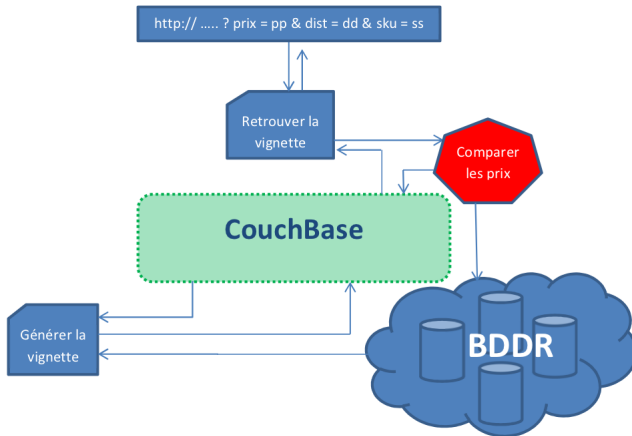 http:// ..... ? prix = pp & dist = dd & sku = ss
Retrouver la
vignette
Comparer
les prix
CouchBase
Générer la
vignette
BDDR